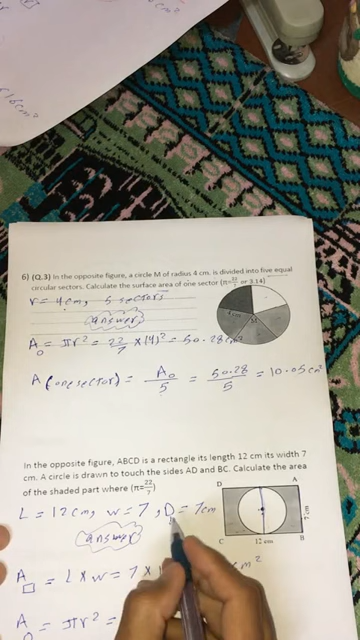 6) (Q.3) In the opposite figure, a circle M of radius 4 cm. is divided into five equal
circular sectors. Calculate the surface area of one sector (π=22/7 or 3.14)
r = 4 cm, 5 sectors
answer
4 cm
M
A○ = πr² = 22/7 × (4)² = 50.28 cm²
A (one sector) = A○/5 = 50.28/5 = 10.05 cm²
In the opposite figure, ABCD is a rectangle its length 12 cm its width 7
cm. A circle is drawn to touch the sides AD and BC. Calculate the area
of the shaded part where (π=22/7)
D A
L = 12 cm, w = 7, D = 7 cm
7 cm
answer
C 12 cm B
A□ = L × w = 7 × 1 cm²
A○ = πr² =